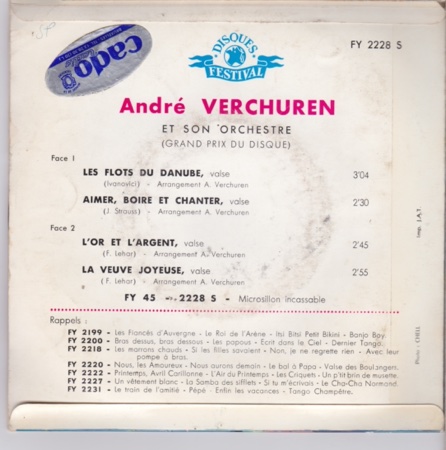 DISQUES
FESTIVAL
FY 2228 S
cado
André VERCHUREN
ET SON ORCHESTRE
(GRAND PRIX DU DISQUE)
Face 1
LES FLOTS DU DANUBE, valse 3'04
(Ivanovici) - Arrangement A. Verchuren
AIMER, BOIRE ET CHANTER, valse 2'30
(J. Strauss) - Arrangement A. Verchuren
Face 2
L'OR ET L'ARGENT, valse 2'45
(F. Lehar) - Arrangement A. Verchuren
LA VEUVE JOYEUSE, valse 2'55
(F. Lehar) - Arrangement A. Verchuren
FY 45 - 2228 S - Microsillon incassable
Imp. I.A.T.
Rappels :
FY 2199 - Les Fiancés d'Auvergne - Le Roi de l'Arène - Itsi Bitsi Petit Bikini - Banjo Boy
FY 2200 - Bras dessus, bras dessous - Les papous - Ecrit dans le Ciel - Dernier Tango.
FY 2218 - Les marrons chauds - Si les filles savaient - Non, je ne regrette rien - Avec leur
pompe à bras.
FY 2220 - Nous, les Amoureux - Nous aurons demain - Le bal à Papa - Valse des Boulangers.
FY 2222 - Printemps, Avril Carillonne - L'Air du Printemps - Les Criquets - Un p'tit brin de musette.
FY 2227 - Un vêtement blanc - La Samba des sifflets - Si tu m'écrivais - Le Cha-Cha Normand.
FY 2231 - Le train de l'amitié - Pépé - Enfin les vacances - Tango Champêtre.